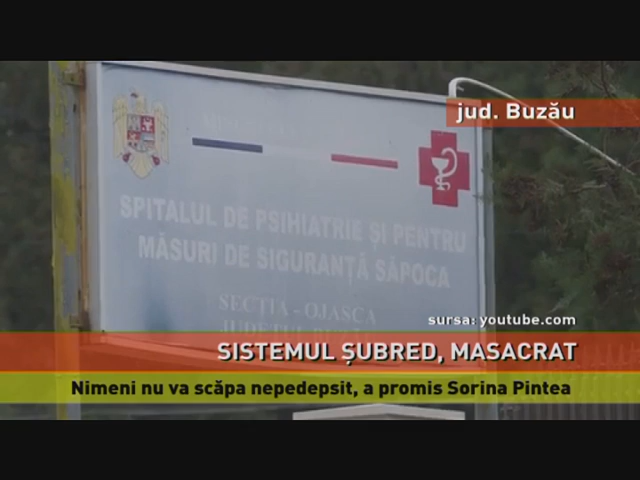 jud. Buzău
SPITALUL DE PSIHIATRIE ȘI PENTRU
MĂSURI DE SIGURANȚĂ SĂPOCA
SECȚIA - OJASCA
JUDEȚUL
sursa: youtube.com
SISTEMUL ȘUBRED, MASACRAT
Nimeni nu va scăpa nepedepsit, a promis Sorina Pintea